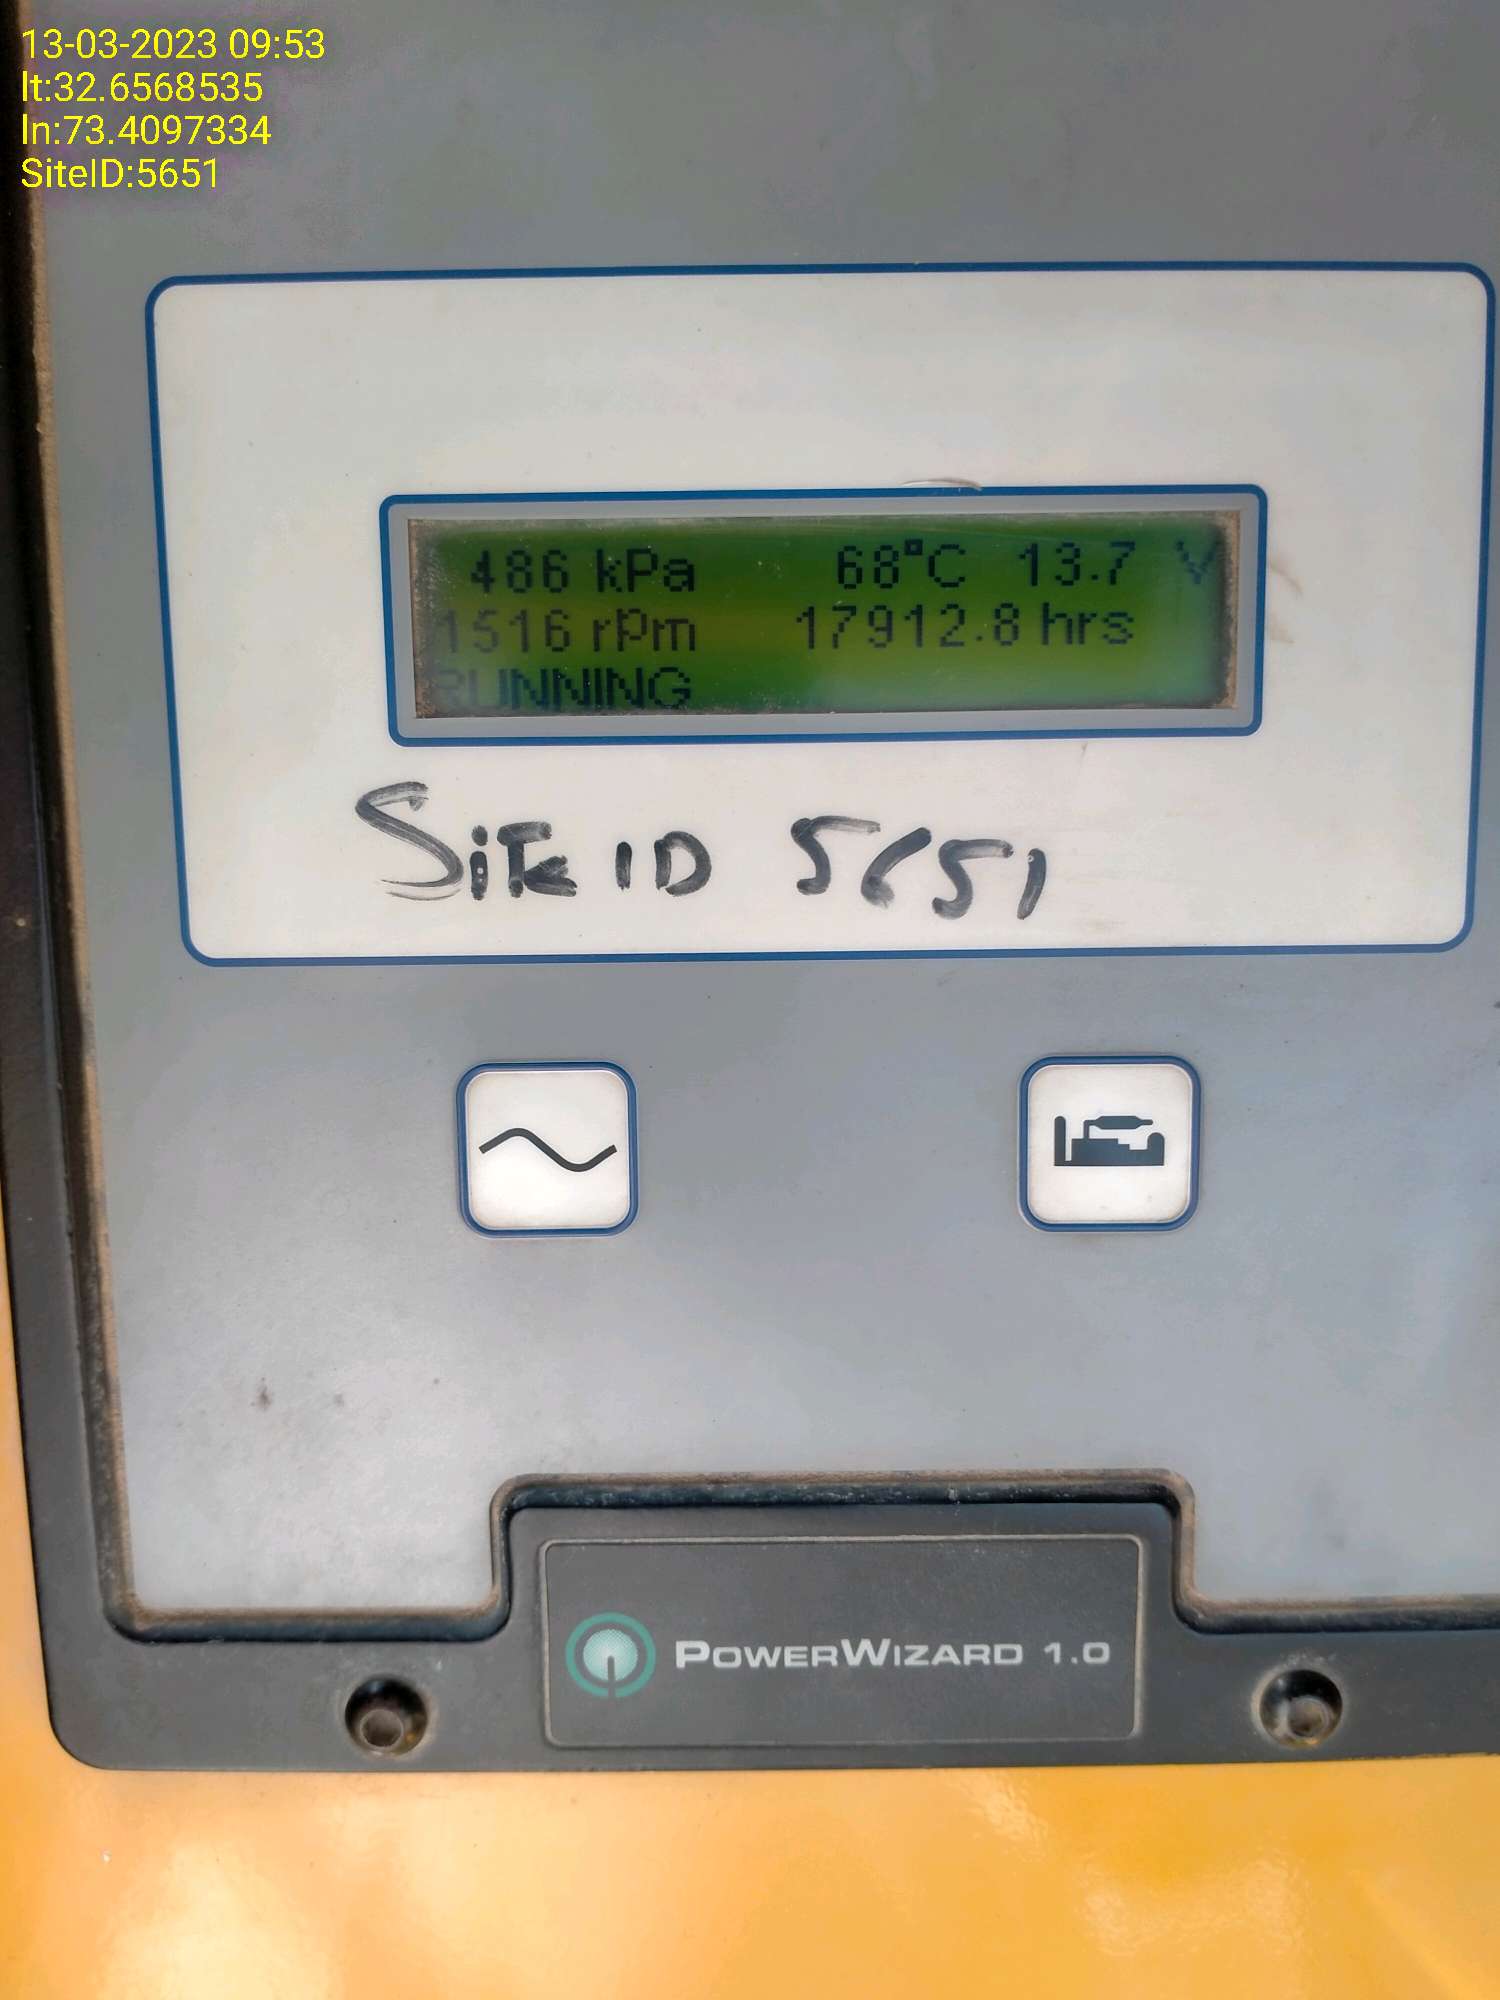 13-03-2023 09:53
lt:32.6568535
ln:73.4097334
SiteID:5651
486 kPa 68°C 13.7 V
1516 rpm 17912.8 hrs
RUNNING
SiTE ID 5651
POWERWIZARD 1.0